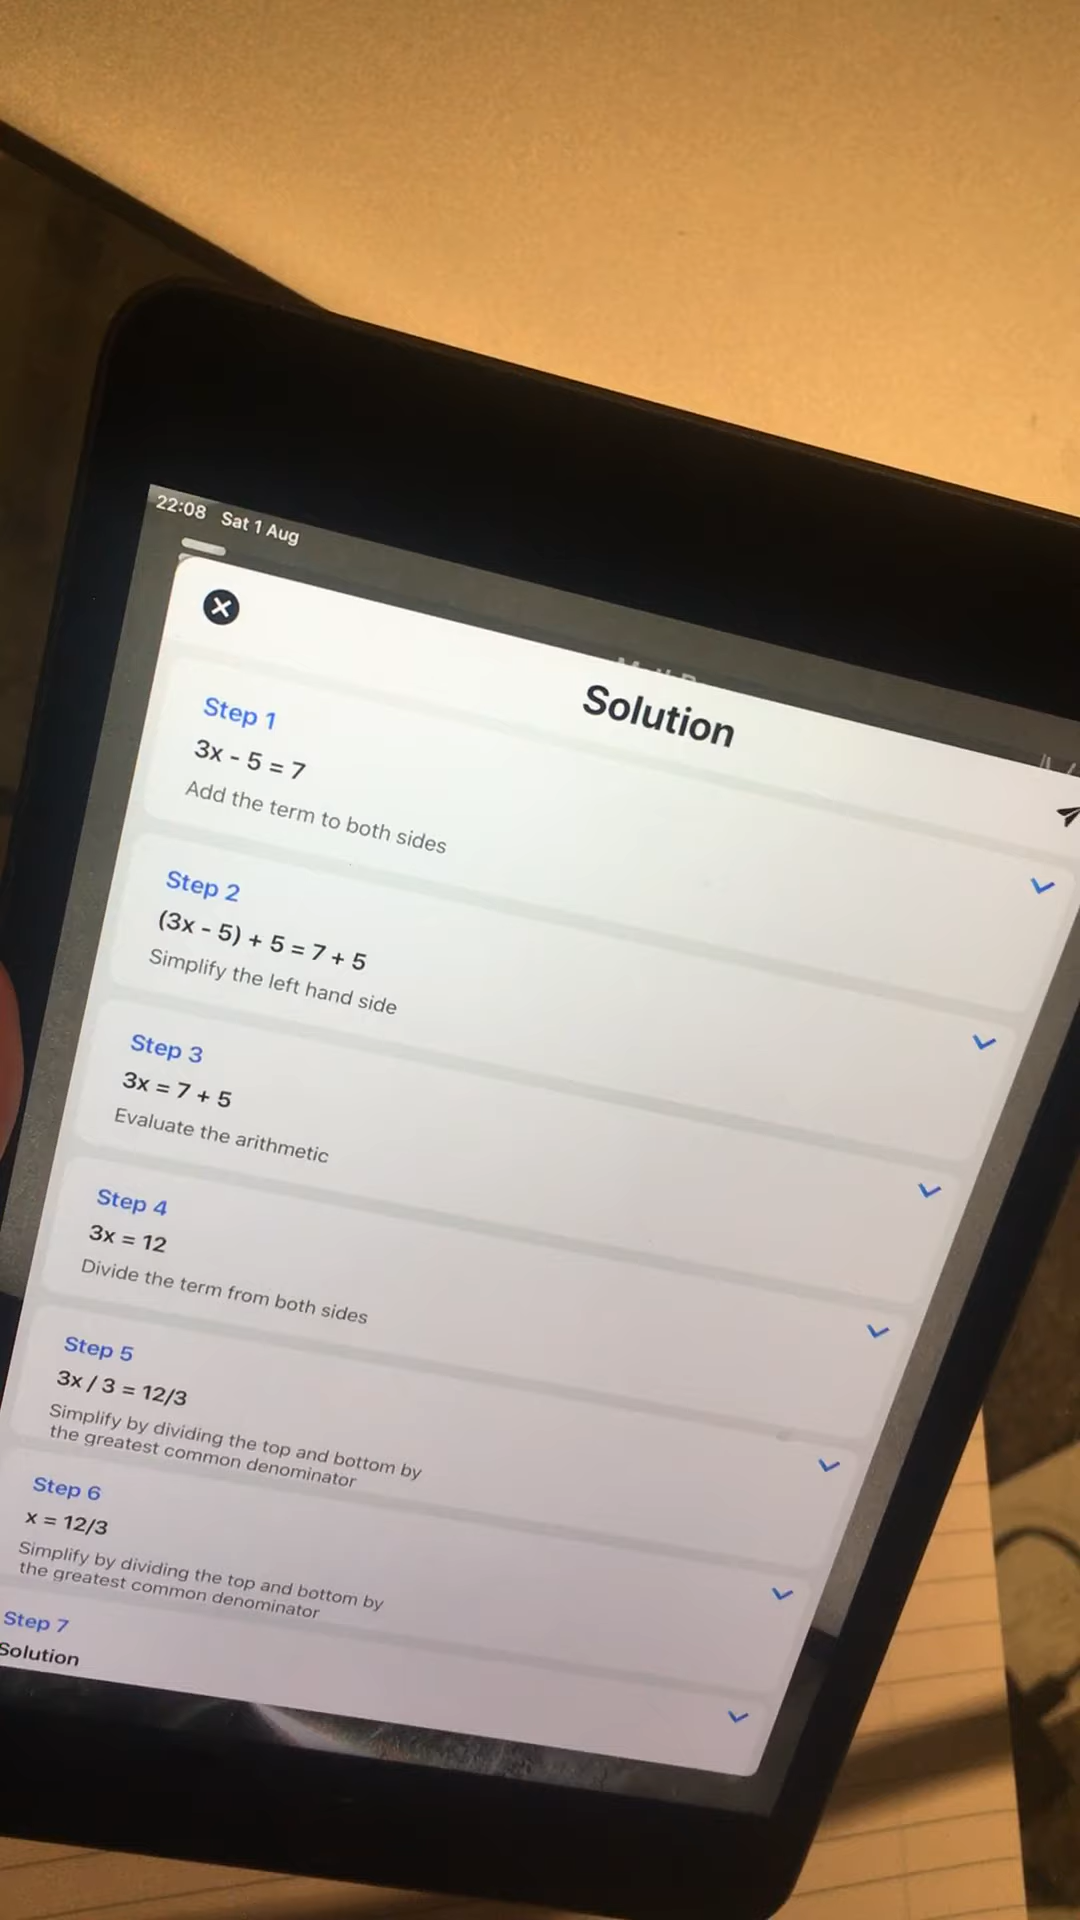 22:08 Sat 1 Aug
Solution
Step 1
3x - 5 = 7
Add the term to both sides
Step 2
(3x - 5) + 5 = 7 + 5
Simplify the left hand side
Step 3
3x = 7 + 5
Evaluate the arithmetic
Step 4
3x = 12
Divide the term from both sides
Step 5
3x / 3 = 12/3
Simplify by dividing the top and bottom by
the greatest common denominator
Step 6
x = 12/3
Simplify by dividing the top and bottom by
the greatest common denominator
Step 7
Solution